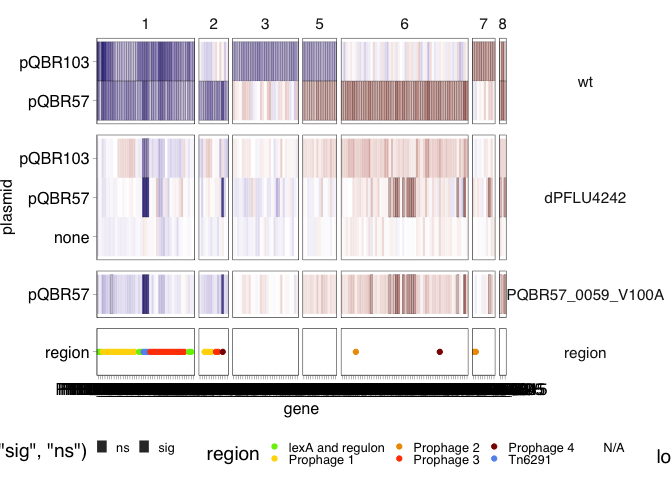 1 2 3 5 6 7 8
pQBR103
wt
pQBR57
pQBR103
pQBR57
dPFLU4242
none
pQBR57
PQBR57_0059_V100A
region
region
plasmid
gene
"sig", "ns")
ns
sig
region
lexA and regulon
Prophage 1
Prophage 2
Prophage 3
Prophage 4
Tn6291
N/A
lo